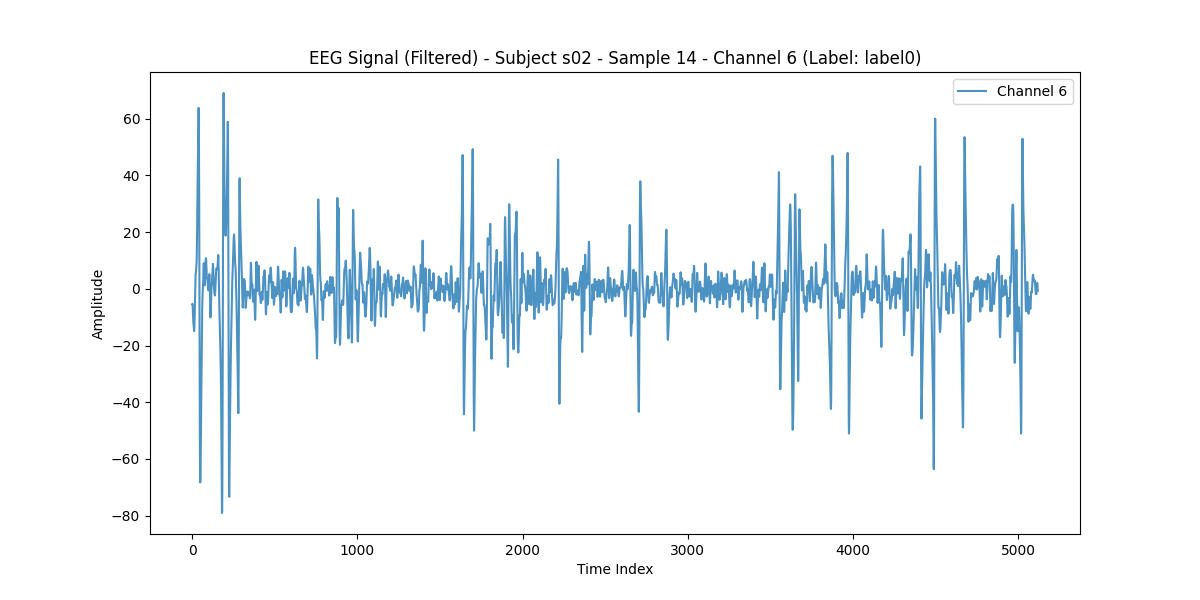 EEG Signal (Filtered) - Subject s02 - Sample 14 - Channel 6 (Label: label0)
Channel 6
60
40
20
0
−20
−40
−60
−80
Amplitude
0 1000 2000 3000 4000 5000
Time Index